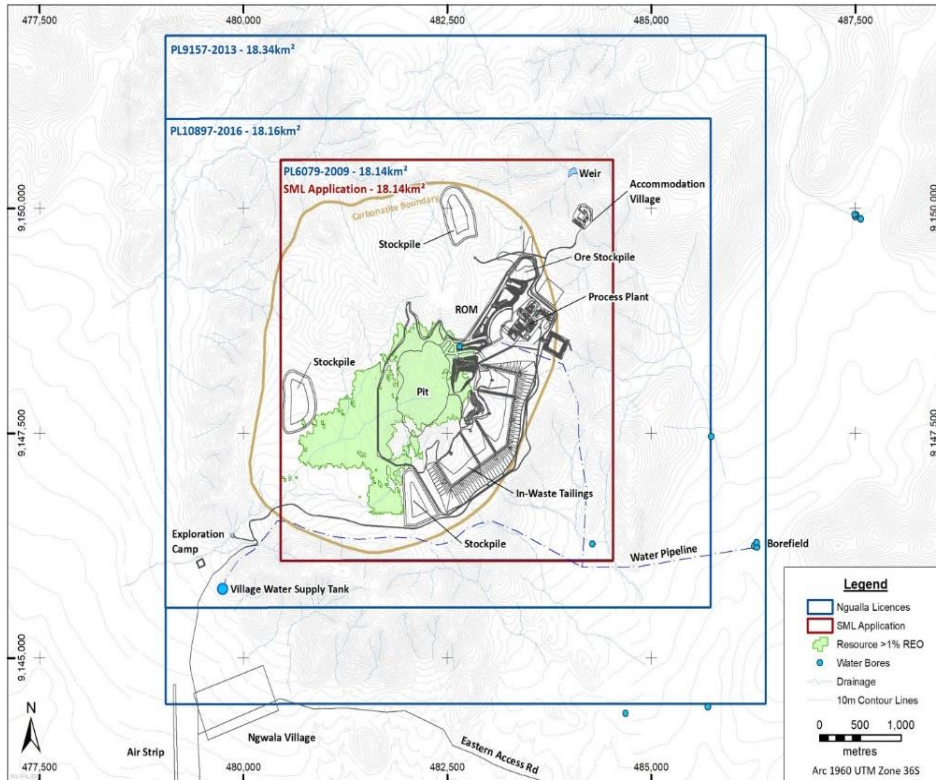 477,500
480,000
482,500
485,000
487,500
PL9157-2013 - 18.34km²
PL10897-2016 - 18.16km²
PL6079-2009 - 18.14km²
SML Application - 18.14km²
Weir
Accommodation
Village
Carbonatite Boundary
9,150,000
9,150,000
Stockpile
Ore Stockpile
Process Plant
ROM
Stockpile
Pit
9,147,500
9,147,500
In-Waste Tailings
Exploration
Camp
Stockpile
Water Pipeline
Borefield
Village Water Supply Tank
Legend
Ngualla Licences
SML Application
Resource >1% REO
Water Bores
Drainage
10m Contour Lines
0 500 1,000
metres
Arc 1960 UTM Zone 36S
9,145,000
N
Air Strip
Ngwala Village
Eastern Access Rd
477,500
480,000
482,500
485,000